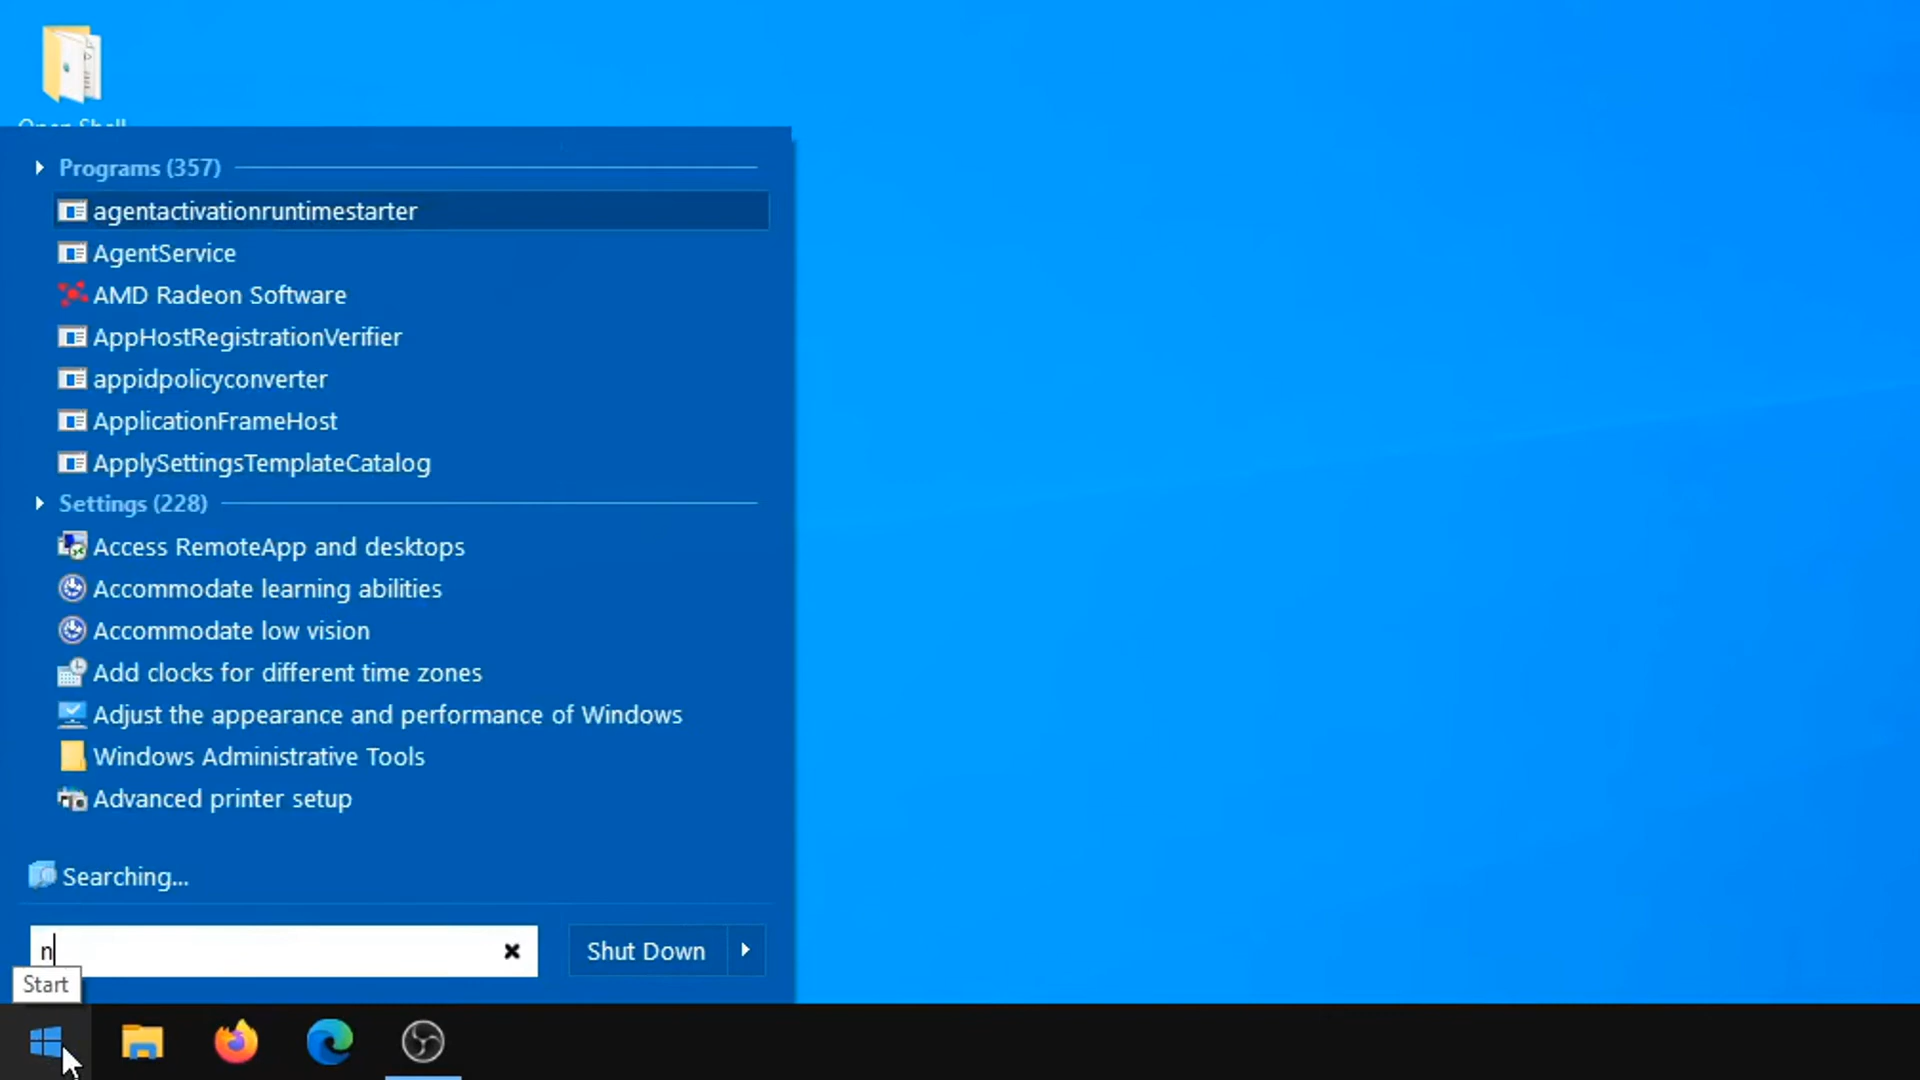 Open Shell
Programs (357)
agentactivationruntimestarter
AgentService
AMD Radeon Software
AppHostRegistrationVerifier
appidpolicyconverter
ApplicationFrameHost
ApplySettingsTemplateCatalog
Settings (228)
Access RemoteApp and desktops
Accommodate learning abilities
Accommodate low vision
Add clocks for different time zones
Adjust the appearance and performance of Windows
Windows Administrative Tools
Advanced printer setup
Searching...
n
Shut Down
Start